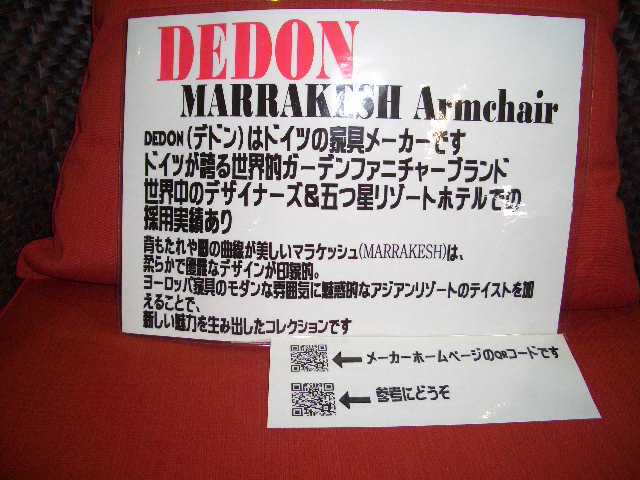 DEDON
MARRAKESH Armchair
DEDON(デドン)はドイツの家具メーカーです
ドイツが誇る世界的ガーデンファニチャーブランド
世界中のデザイナーズ&五つ星リゾートホテルでの
採用実績あり
背もたれや脚の曲線が美しいマラケッシュ(MARRAKESH)は、
柔らかで優雅なデザインが印象的。
ヨーロッパ家具のモダンな雰囲気に魅惑的なアジアンリゾートのテイストを加
えることで、
新しい魅力を生み出したコレクションです
メーカーホームページのQRコードです
参考にどうぞ